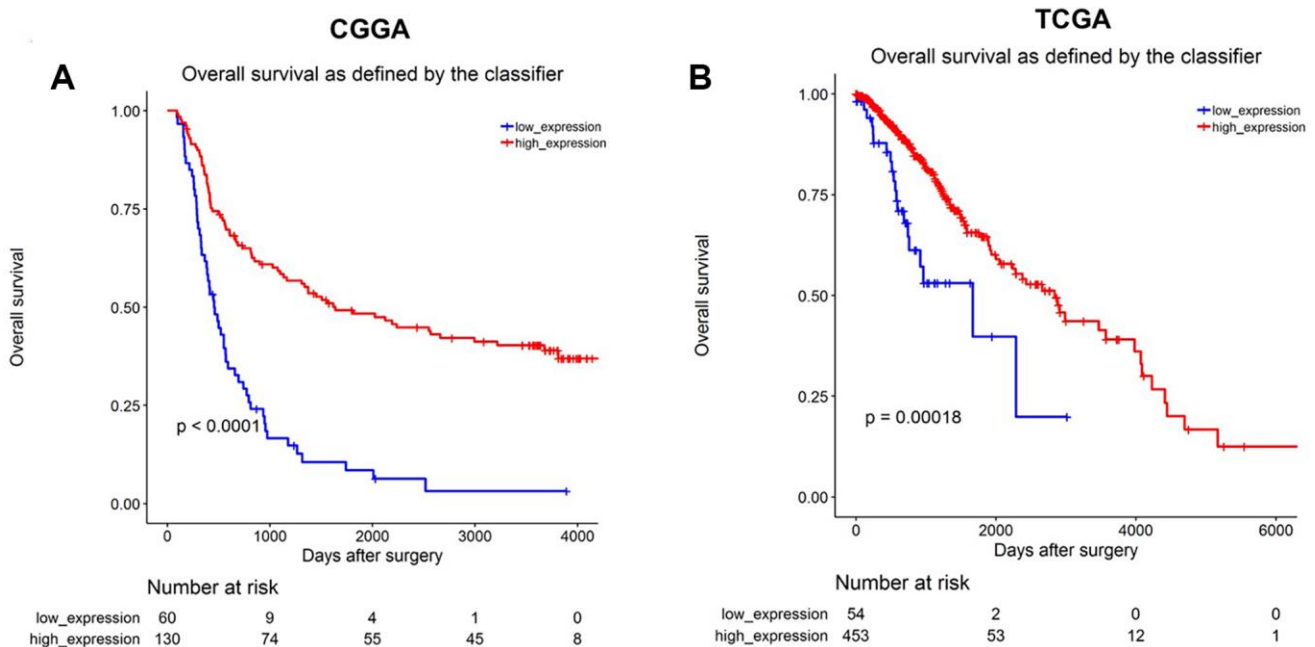 CGGA
A
Overall survival as defined by the classifier
low_expression
high_expression
1.00
0.75
0.50
0.25
0.00
Overall survival
p < 0.0001
0 1000 2000 3000 4000
Days after surgery
Number at risk
low_expression 60 9 4 1 0
high_expression 130 74 55 45 8
TCGA
B
Overall survival as defined by the classifier
low_expression
high_expression
1.00
0.75
0.50
0.25
0.00
Overall survival
p = 0.00018
0 2000 4000 6000
Days after surgery
Number at risk
low_expression 54 2 0 0
high_expression 453 53 12 1